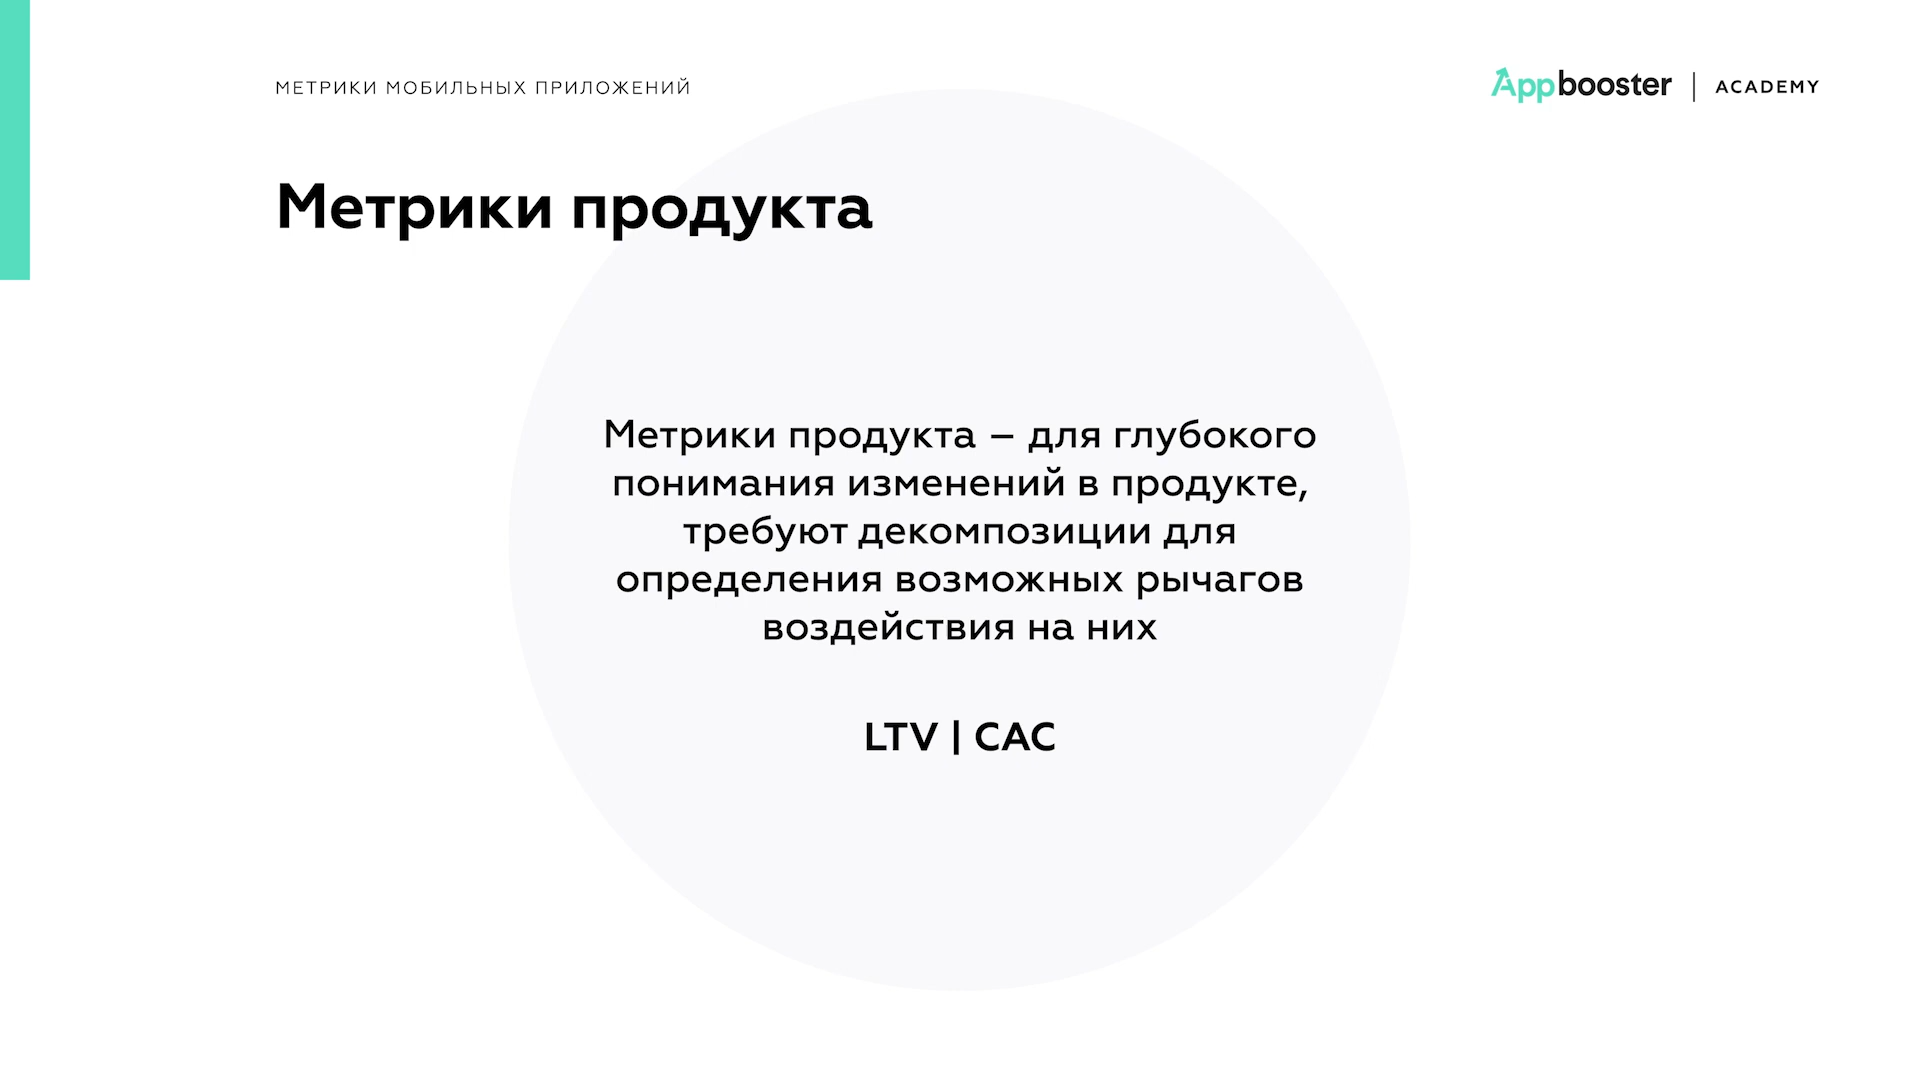 МЕТРИКИ МОБИЛЬНЫХ ПРИЛОЖЕНИЙ
Appbooster | ACADEMY
Метрики продукта
Метрики продукта – для глубокого
понимания изменений в продукте,
требуют декомпозиции для
определения возможных рычагов
воздействия на них
LTV | CAC